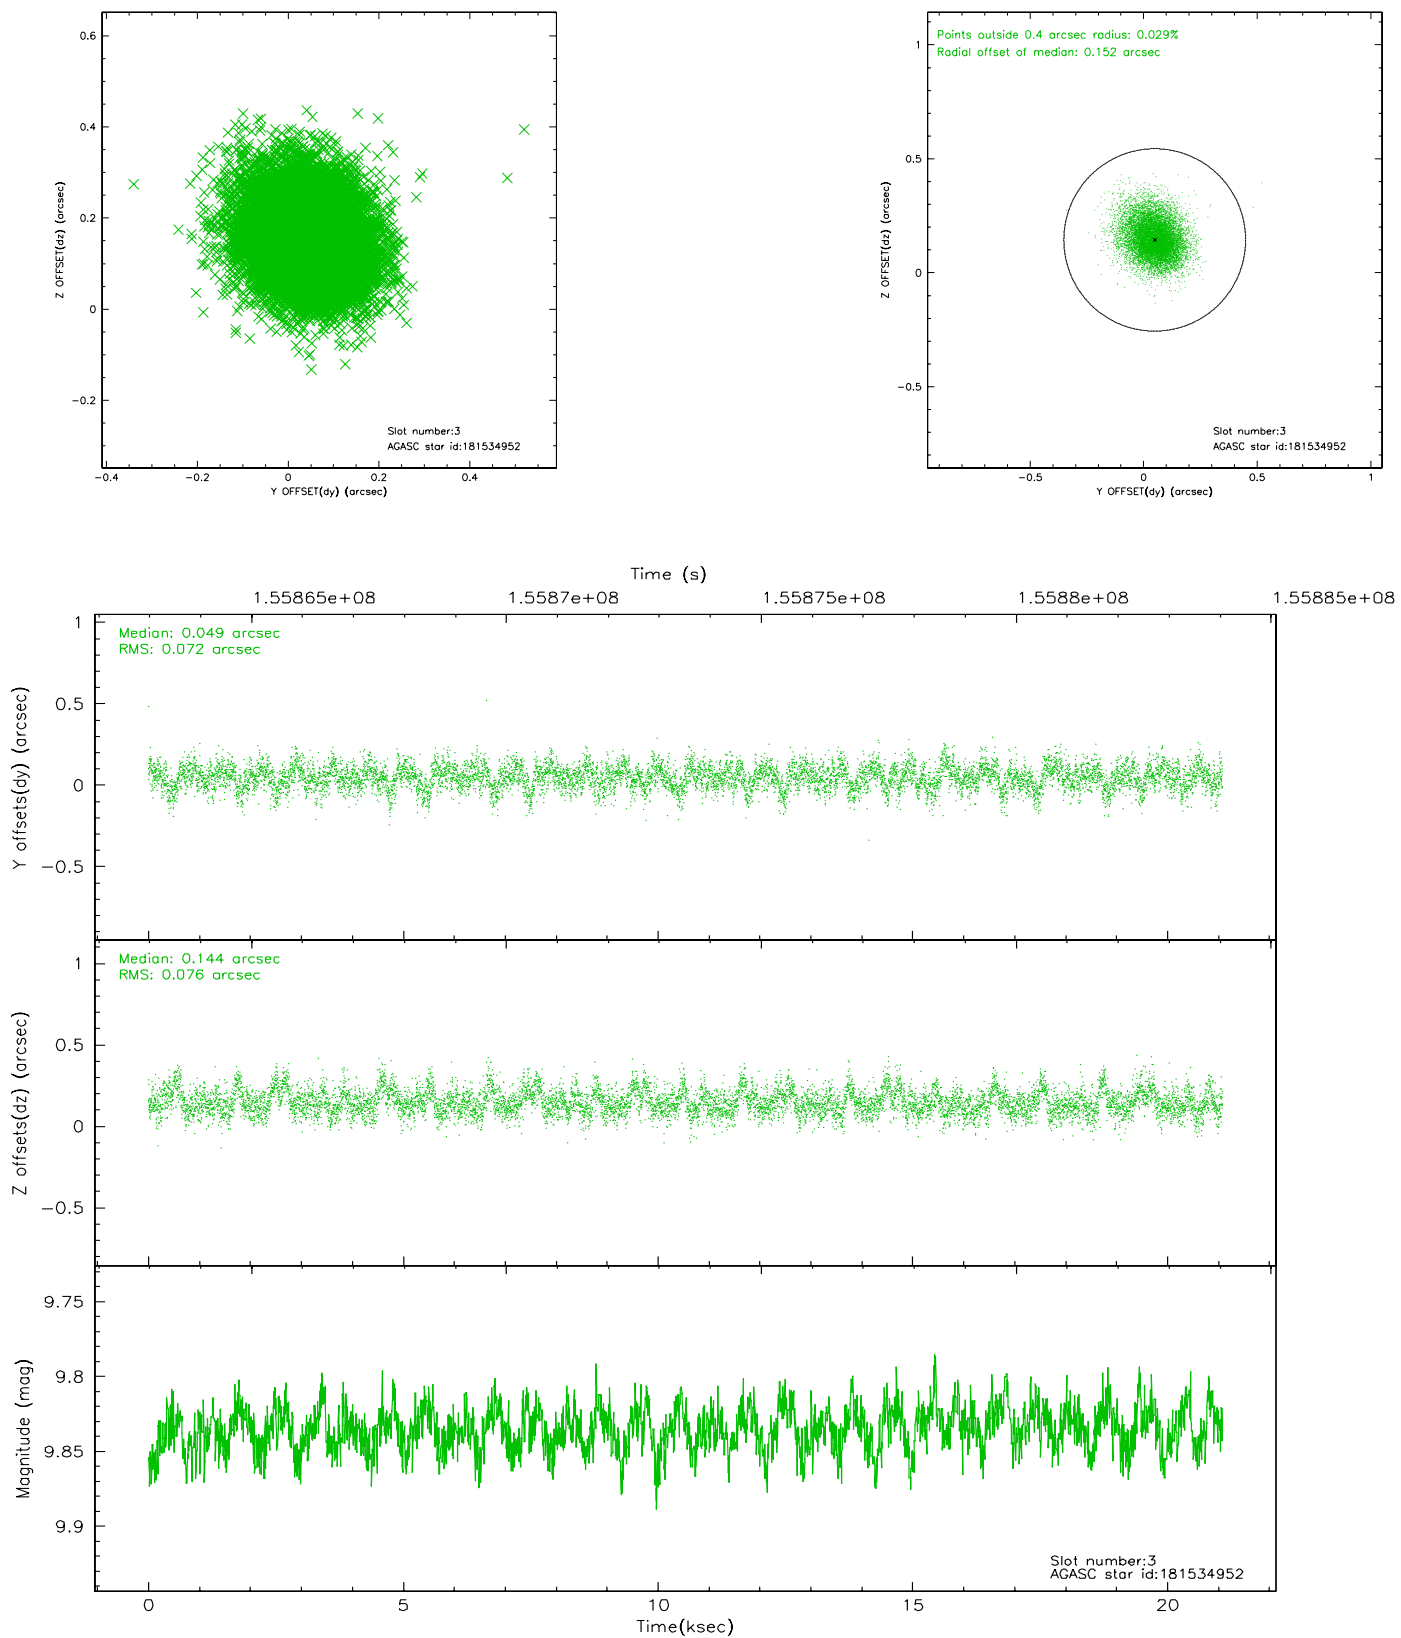 0.6
0.4
0.2
0
−0.2
Z OFFSET(dz) (arcsec)
Slot number:3
AGASC star id:181534952
−0.4 −0.2 0 0.2 0.4
Y OFFSET(dy) (arcsec)
Points outside 0.4 arcsec radius: 0.029%
Radial offset of median: 0.152 arcsec
1
0.5
0
−0.5
Z OFFSET(dz) (arcsec)
Slot number:3
AGASC star id:181534952
−0.5 0 0.5 1
Y OFFSET(dy) (arcsec)
Time (s)
1.55865e+08 1.5587e+08 1.55875e+08 1.5588e+08 1.55885e+08
Median: 0.049 arcsec
RMS: 0.072 arcsec
1
0.5
0
−0.5
Y offsets(dy) (arcsec)
Median: 0.144 arcsec
RMS: 0.076 arcsec
1
0.5
0
−0.5
Z offsets(dz) (arcsec)
9.75
9.8
9.85
9.9
Magnitude (mag)
Slot number:3
AGASC star id:181534952
0 5 10 15 20
Time(ksec)